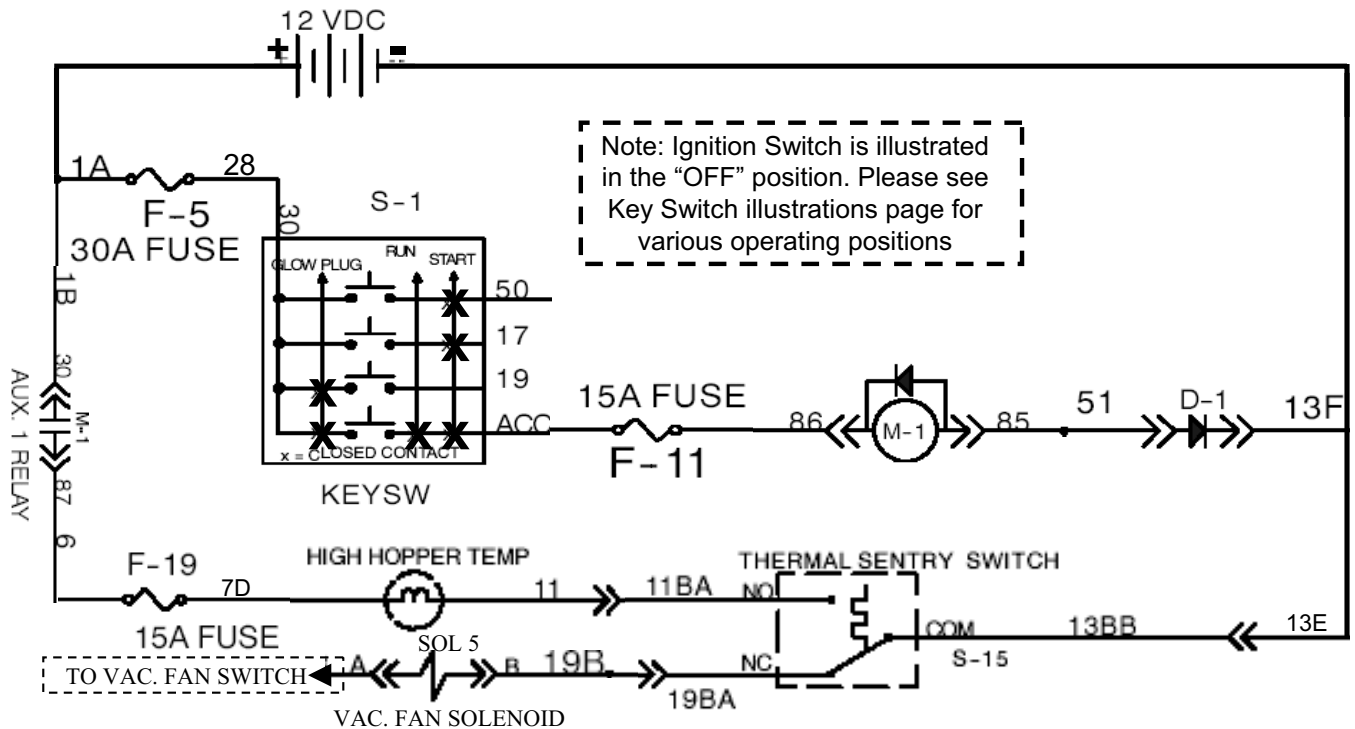 12 VDC
+
-
Note: Ignition Switch is illustrated
in the “OFF” position. Please see
Key Switch illustrations page for
various operating positions
1A
28
F-5
30A FUSE
30
S-1
GLOW PLUG
RUN
START
50
17
19
ACC
x = CLOSED CONTACT
KEYSW
1B
30
M-1
AUX. 1 RELAY
87
6
15A FUSE
F-11
86
M-1
85
51
D-1
13F
F-19
15A FUSE
7D
HIGH HOPPER TEMP
11
11BA
THERMAL SENTRY SWITCH
NO
COM
NC
S-15
13BB
13E
SOL 5
TO VAC. FAN SWITCH
A
B
19B
19BA
VAC. FAN SOLENOID